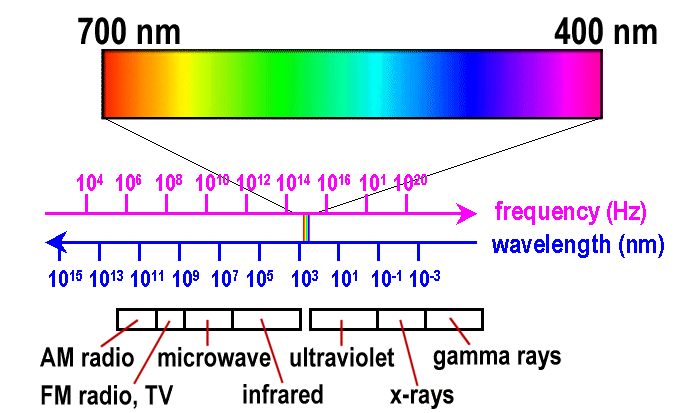 700 nm 400 nm
10⁴ 10⁶ 10⁸ 10¹⁰ 10¹² 10¹⁴ 10¹⁶ 10¹ 10²⁰
frequency (Hz)
wavelength (nm)
10¹⁵ 10¹³ 10¹¹ 10⁹ 10⁷ 10⁵ 10³ 10¹ 10⁻¹ 10⁻³
AM radio microwave ultraviolet gamma rays
FM radio, TV infrared x-rays